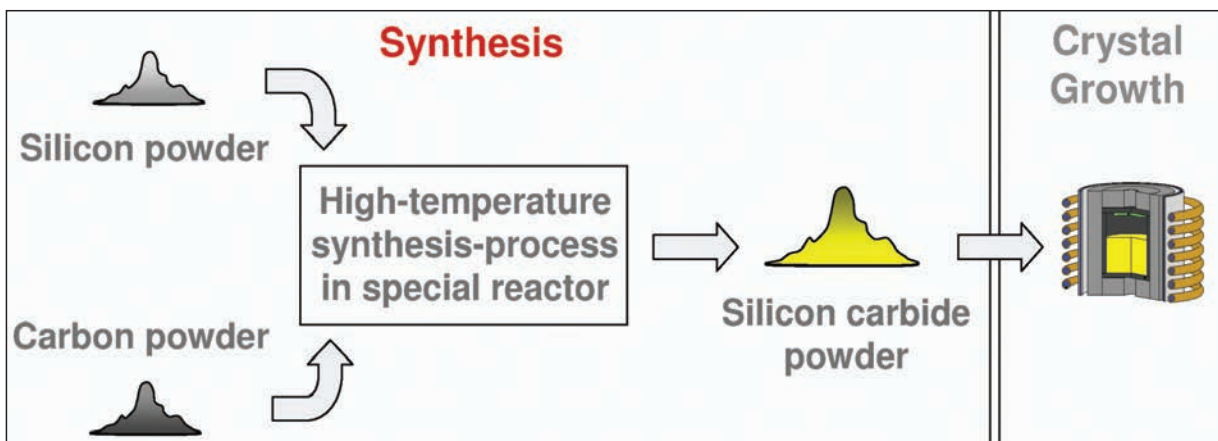 Synthesis
Silicon powder
High-temperature
synthesis-process
in special reactor
Carbon powder
Silicon carbide
powder
Crystal
Growth